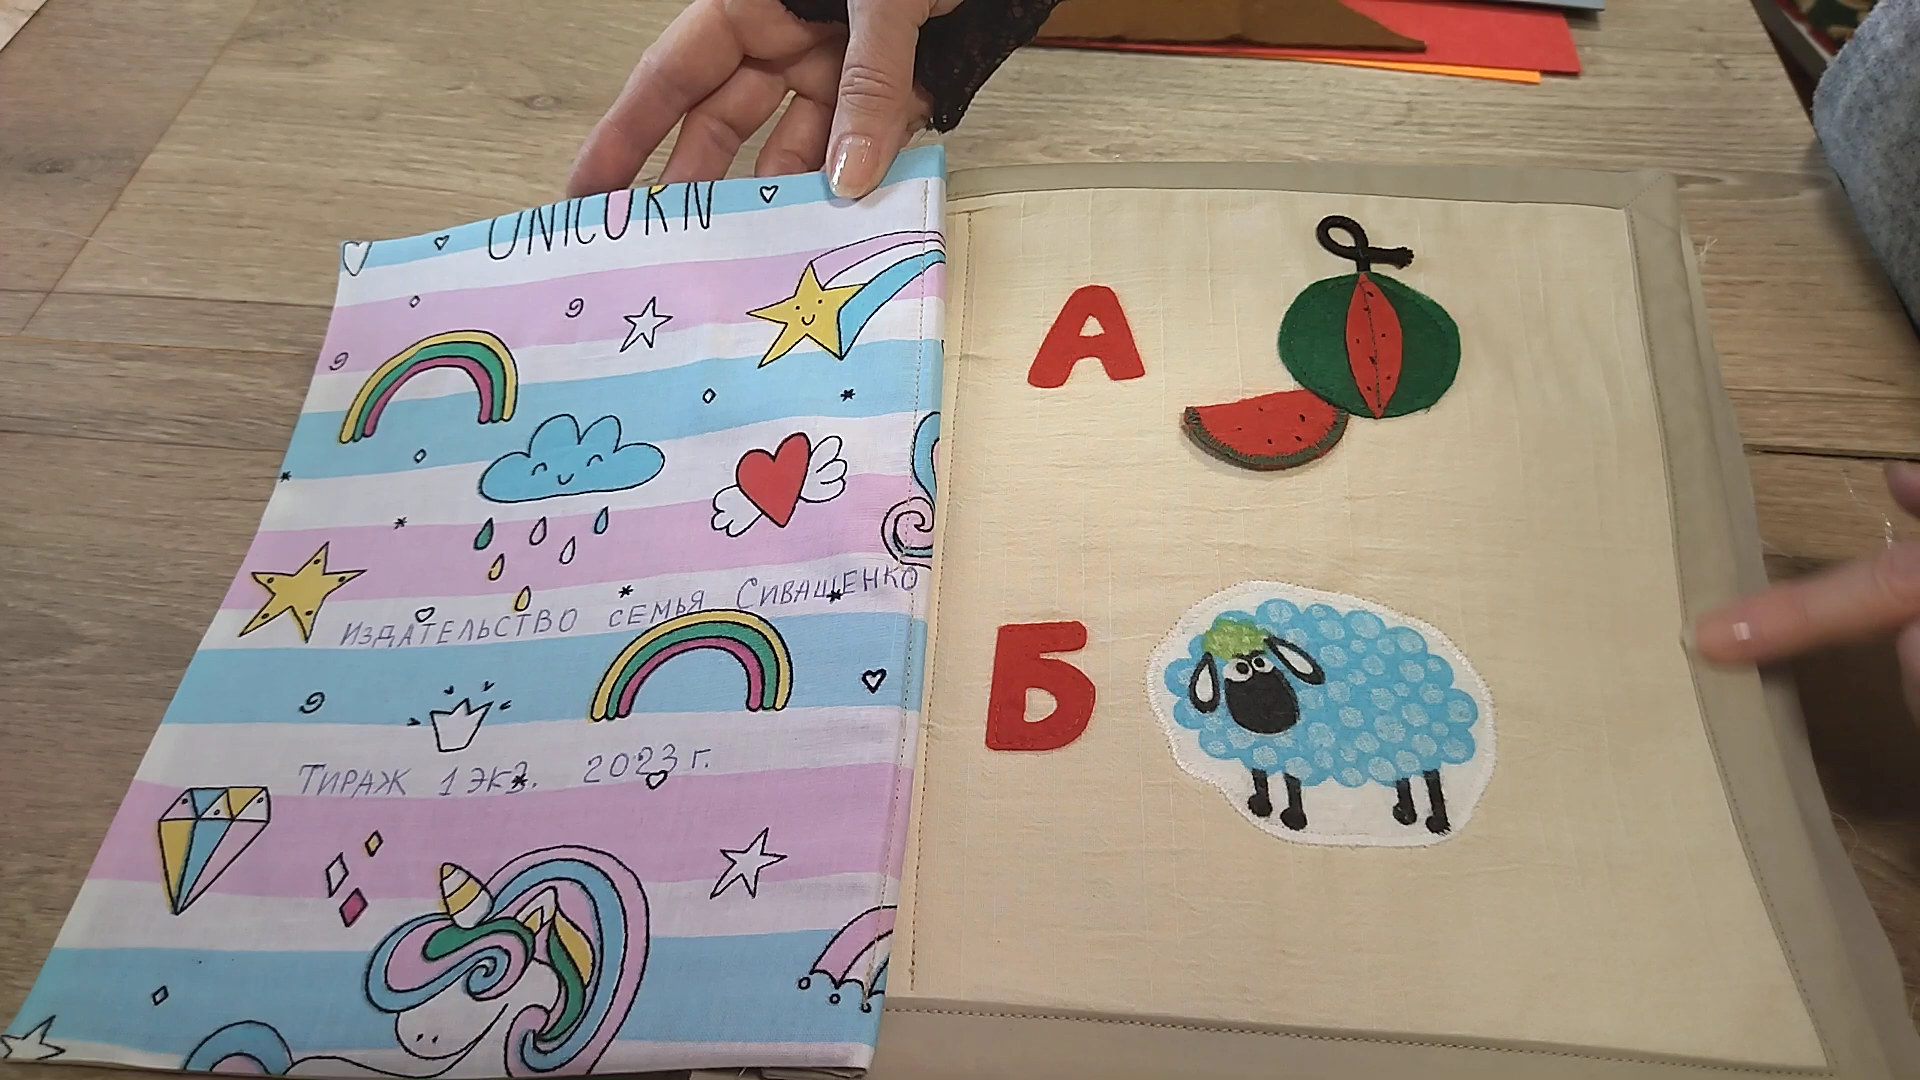 UNICORN
ИЗДАТЕЛЬСТВО СЕМЬЯ СИВАЩЕНКО
ТИРАЖ 1 ЭКЗ. 2023 г.
А
Б